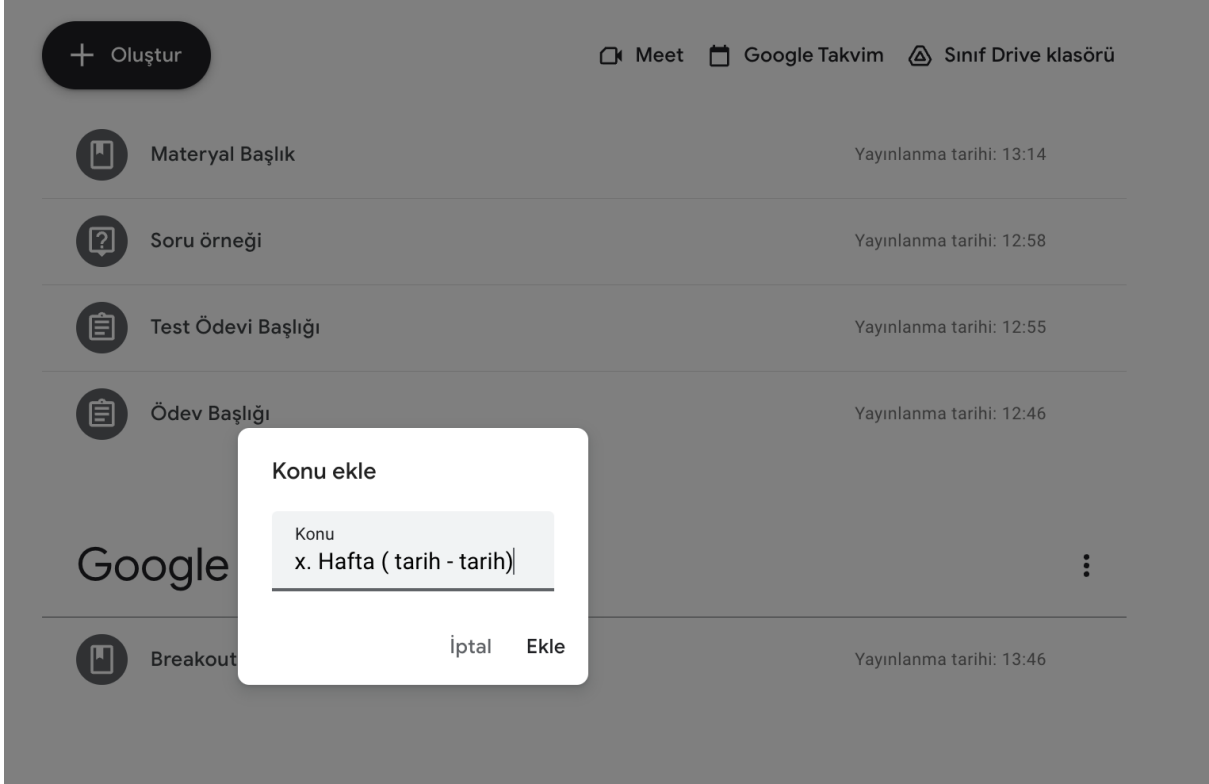 Oluştur
Meet Google Takvim Sınıf Drive klasörü
Materyal Başlık Yayınlanma tarihi: 13:14
Soru örneği Yayınlanma tarihi: 12:58
Test Ödevi Başlığı Yayınlanma tarihi: 12:55
Ödev Başlığı Yayınlanma tarihi: 12:46
Konu ekle
Konu
x. Hafta ( tarih - tarih)
İptal Ekle
Google
Breakout Yayınlanma tarihi: 13:46